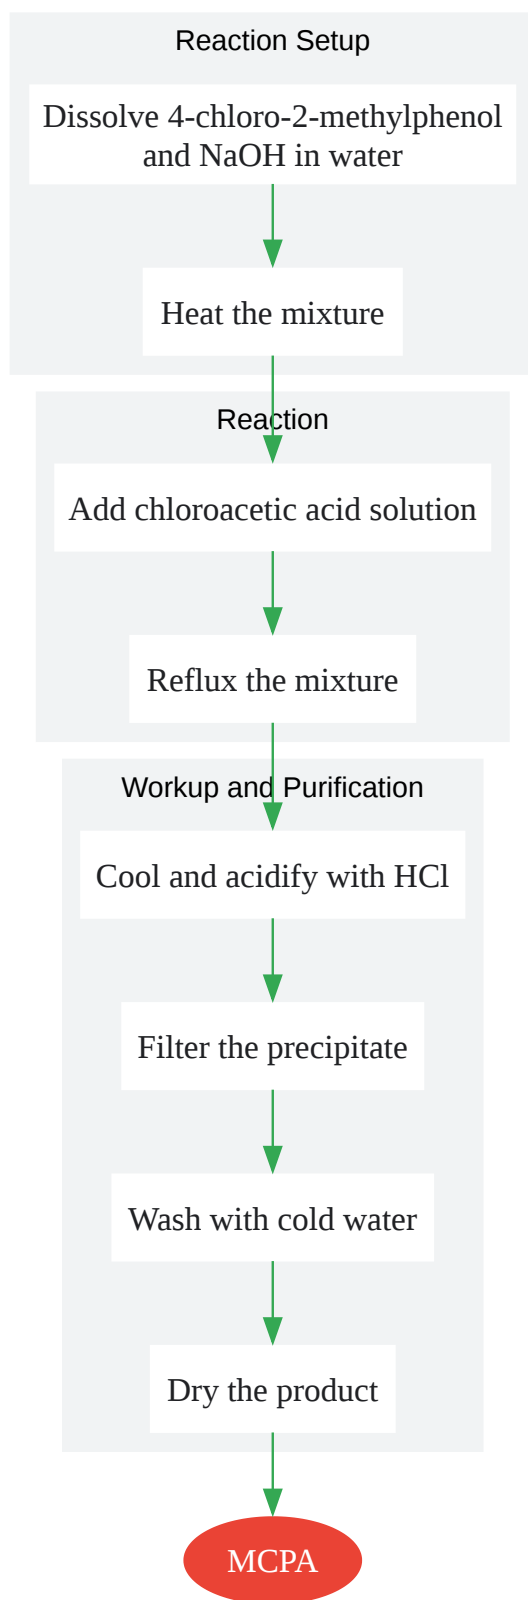 Reaction Setup
Dissolve 4-chloro-2-methylphenol
and NaOH in water
Heat the mixture
Reaction
Add chloroacetic acid solution
Reflux the mixture
Workup and Purification
Cool and acidify with HCl
Filter the precipitate
Wash with cold water
Dry the product
MCPA